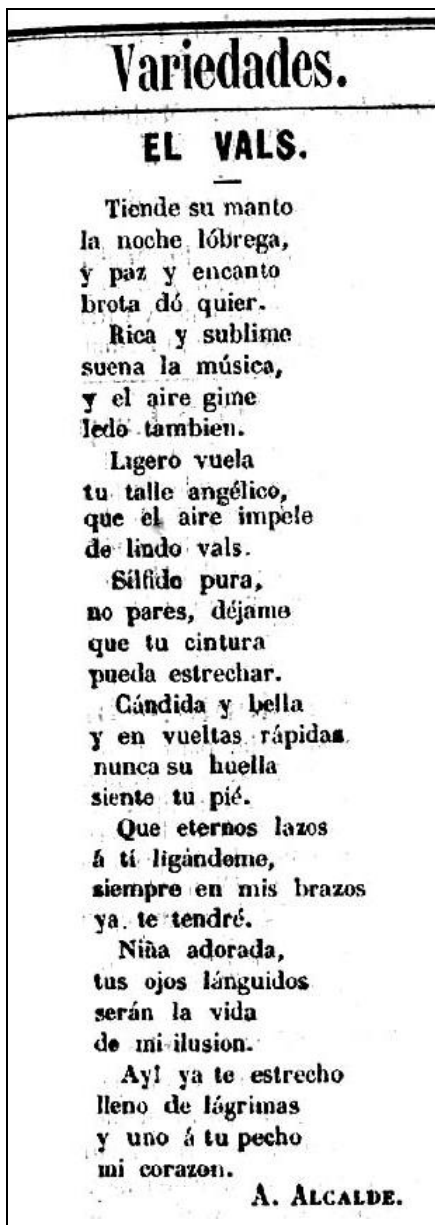 Variedades.
EL VALS.
Tiende su manto
la noche lóbrega,
y paz y encanto
brota dó quier.
Rica y sublime
suena la música,
y el aire gime
ledo tambien.
Ligero vuela
tu talle angélico,
que el aire impele
de lindo vals.
Sílfide pura,
no pares, déjame
que tu cintura
pueda estrechar.
Cándida y bella
y en vueltas rápidas
nunca su huella
siente tu pié.
Que eternos lazos
á tí ligándome,
siempre en mis brazos
ya te tendré.
Niña adorada,
tus ojos lánguidos
serán la vida
de mi ilusion.
Ay! ya te estrecho
lleno de lágrimas
y uno á tu pecho
mi corazon.
A. ALCALDE.